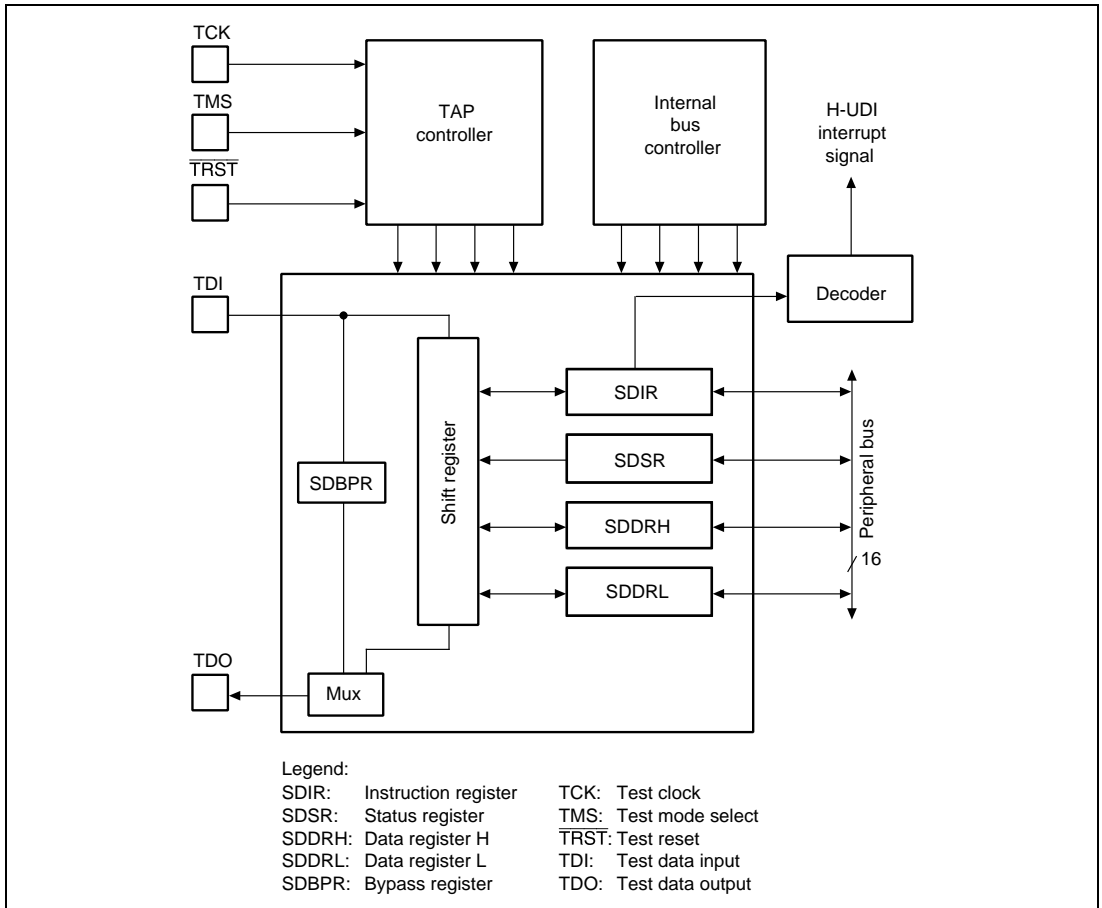 TCK
TMS
TRST
TAP
controller
Internal
bus
controller
H-UDI
interrupt
signal
TDI
Decoder
Shift register
SDIR
SDSR
SDBPR
SDDRH
SDDRL
Peripheral bus
16
TDO
Mux
Legend:
SDIR: Instruction register TCK: Test clock
SDSR: Status register TMS: Test mode select
SDDRH: Data register H TRST: Test reset
SDDRL: Data register L TDI: Test data input
SDBPR: Bypass register TDO: Test data output